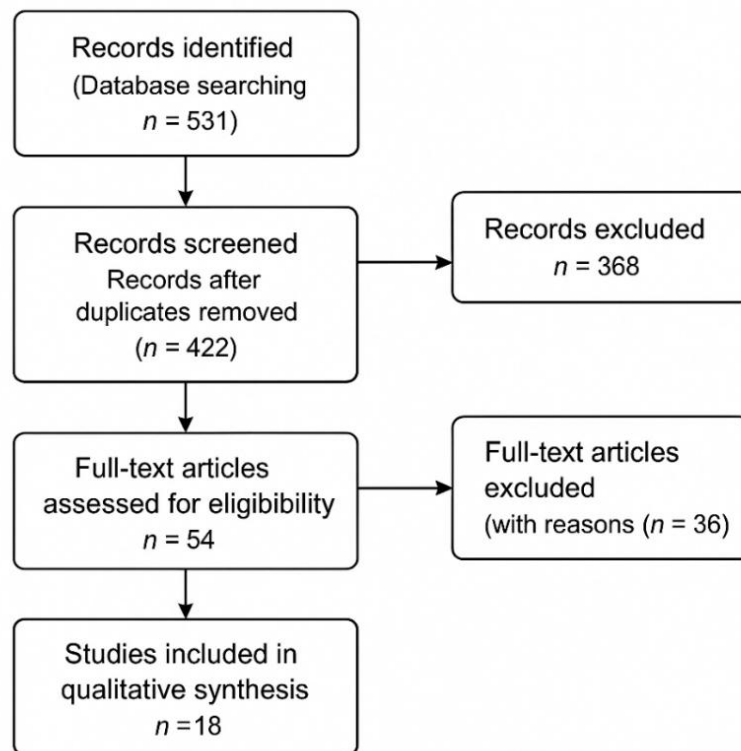 Records identified
(Database searching
n = 531)
Records screened
Records after
duplicates removed
(n = 422)
Records excluded
n = 368
Full-text articles
assessed for eligibibility
n = 54
Full-text articles
excluded
(with reasons (n = 36)
Studies included in
qualitative synthesis
n =18